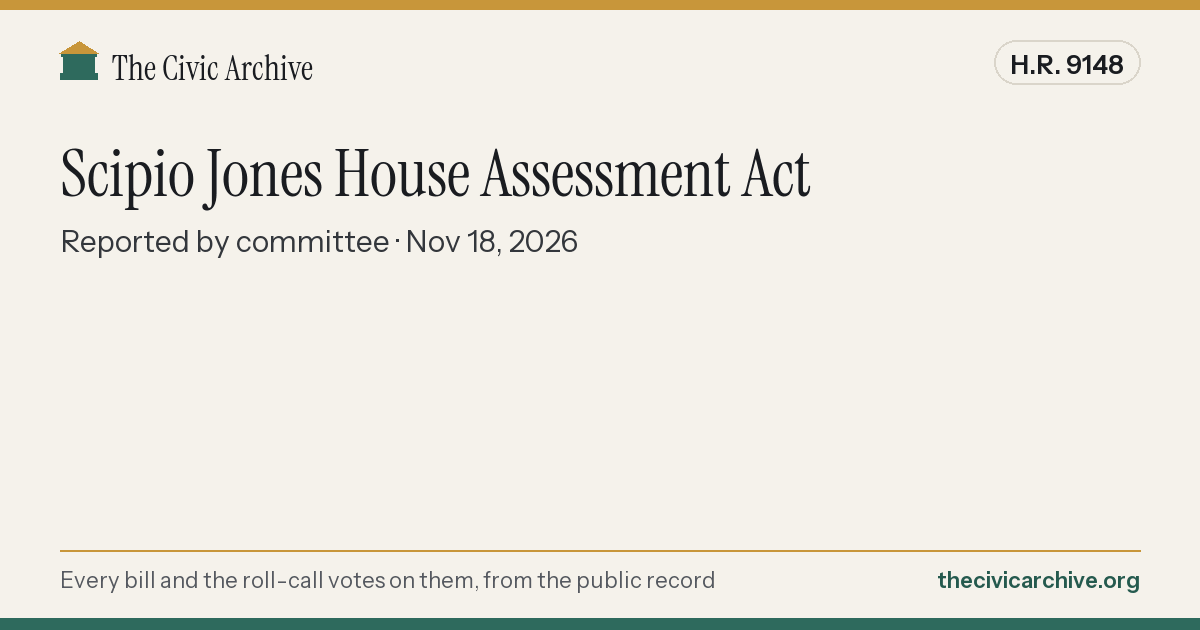 The Civic Archive
H.R. 9148
Scipio Jones House Assessment Act
Reported by committee · Nov 18, 2026
Every bill and the roll-call votes on them, from the public record
thecivicarchive.org